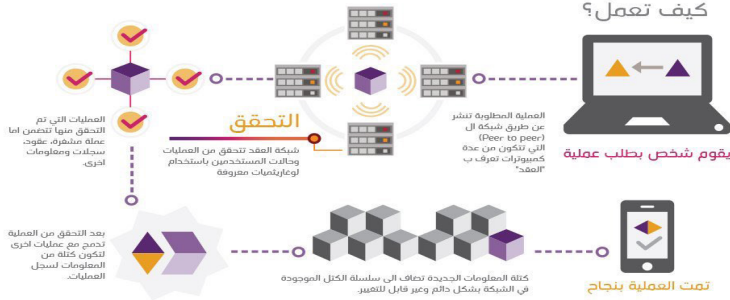 كيف تعمل؟
يقوم شخص بطلب عملية
العملية المطلوبة تنشر
عن طريق شبكة ال
(Peer to peer)
التي تتكون من عدة
كمبيوترات تعرف ب
"العقد"
التحقق
شبكة العقد تتحقق من العمليات
وحالات المستخدمين باستخدام
لوغاريتميات معروفة
العمليات التي تم
التحقق منها تتضمن اما
عملة مشفرة، عقود،
سجلات ومعلومات
اخرى.
بعد التحقق من العملية
تدمج مع عمليات اخرى
لتكون كتلة من
المعلومات لسجل
العمليات.
كتلة المعلومات الجديدة تضاف الى سلسلة الكتل الموجودة
في الشبكة بشكل دائم وغير قابل للتغيير.
تمت العملية بنجاح